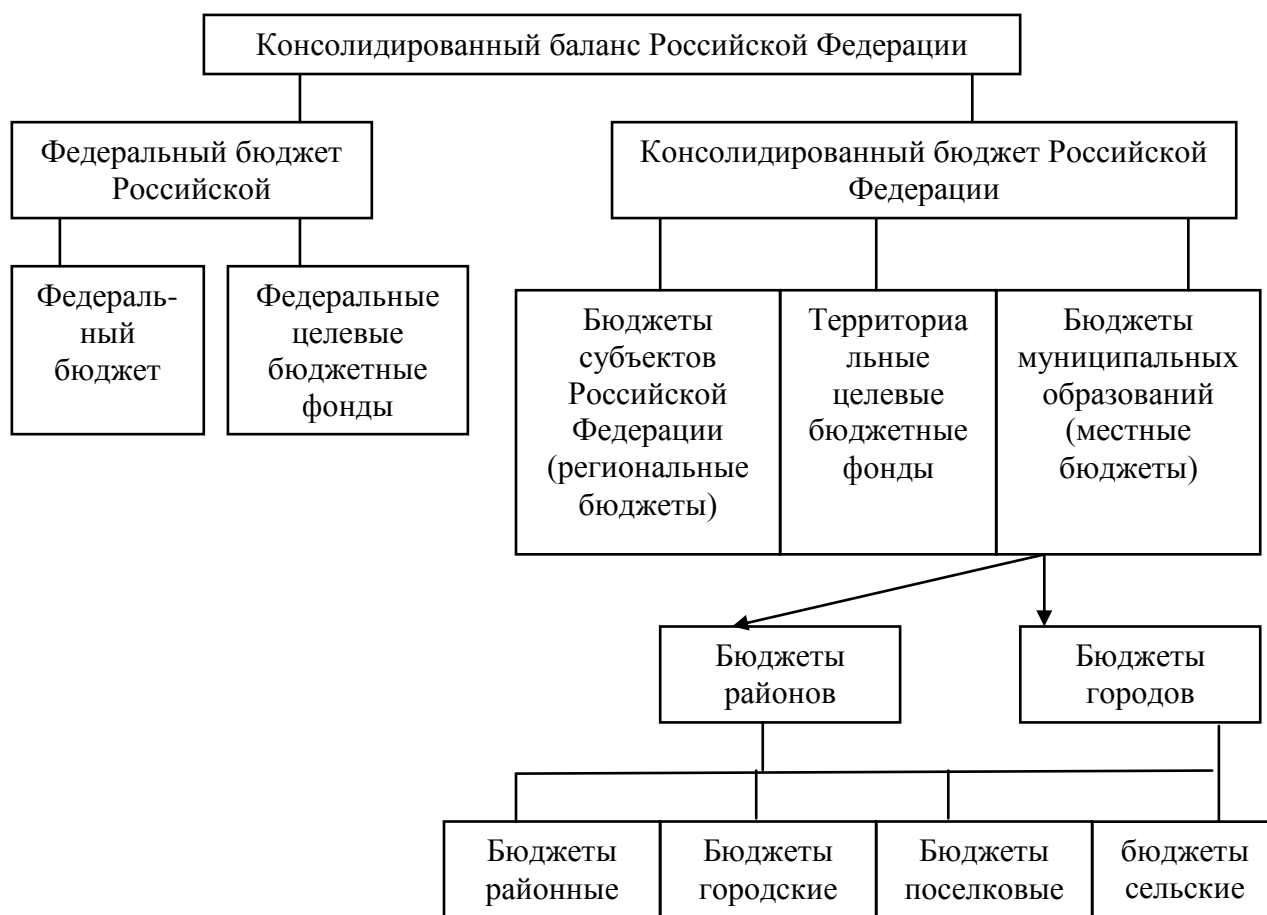 Консолидированный баланс Российской Федерации
Федеральный бюджет
Российской
Консолидированный бюджет Российской
Федерации
Федераль-
ный
бюджет
Федеральные
целевые
бюджетные
фонды
Бюджеты
субъектов
Российской
Федерации
(региональные
бюджеты)
Территориа
льные
целевые
бюджетные
фонды
Бюджеты
муниципальных
образований
(местные
бюджеты)
Бюджеты
районов
Бюджеты
городов
Бюджеты
районные
Бюджеты
городские
Бюджеты
поселковые
бюджеты
сельские